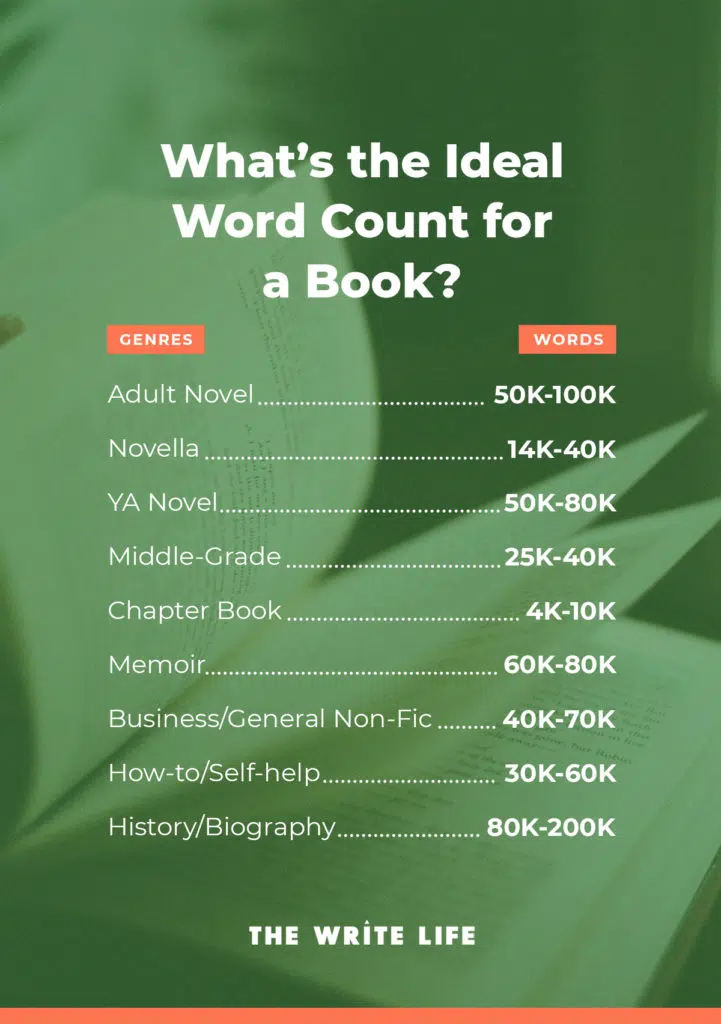 What's the Ideal
Word Count for
a Book?
GENRES WORDS
Adult Novel 50K-100K
Novella 14K-40K
YA Novel 50K-80K
Middle-Grade 25K-40K
Chapter Book 4K-10K
Memoir 60K-80K
Business/General Non-Fic 40K-70K
How-to/Self-help 30K-60K
History/Biography 80K-200K
THE WRITE LIFE